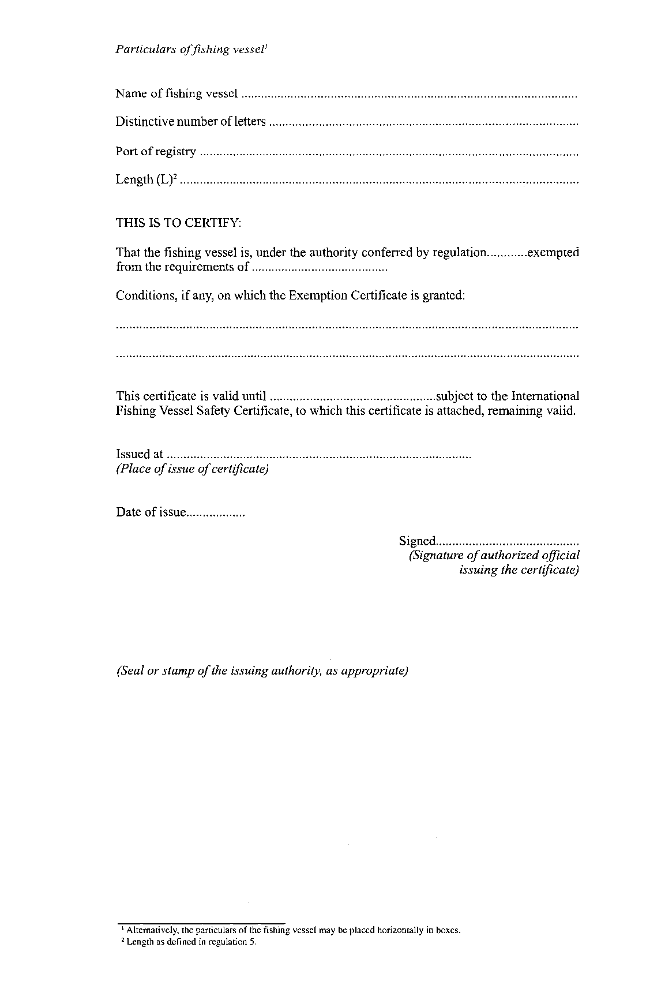 Particulars of fishing vessel¹
Name of fishing vessel ......................................................................................................
Distinctive number of letters ..............................................................................................
Port of registry ...................................................................................................................
Length (L)² .........................................................................................................................
THIS IS TO CERTIFY:
That the fishing vessel is, under the authority conferred by regulation............exempted
from the requirements of .........................................
Conditions, if any, on which the Exemption Certificate is granted:
............................................................................................................................................
............................................................................................................................................
This certificate is valid until ..................................................subject to the International
Fishing Vessel Safety Certificate, to which this certificate is attached, remaining valid.
Issued at ............................................................................................
(Place of issue of certificate)
Date of issue..................
Signed...........................................
(Signature of authorized official
issuing the certificate)
(Seal or stamp of the issuing authority, as appropriate)
¹ Alternatively, the particulars of the fishing vessel may be placed horizontally in boxes.
² Length as defined in regulation 5.